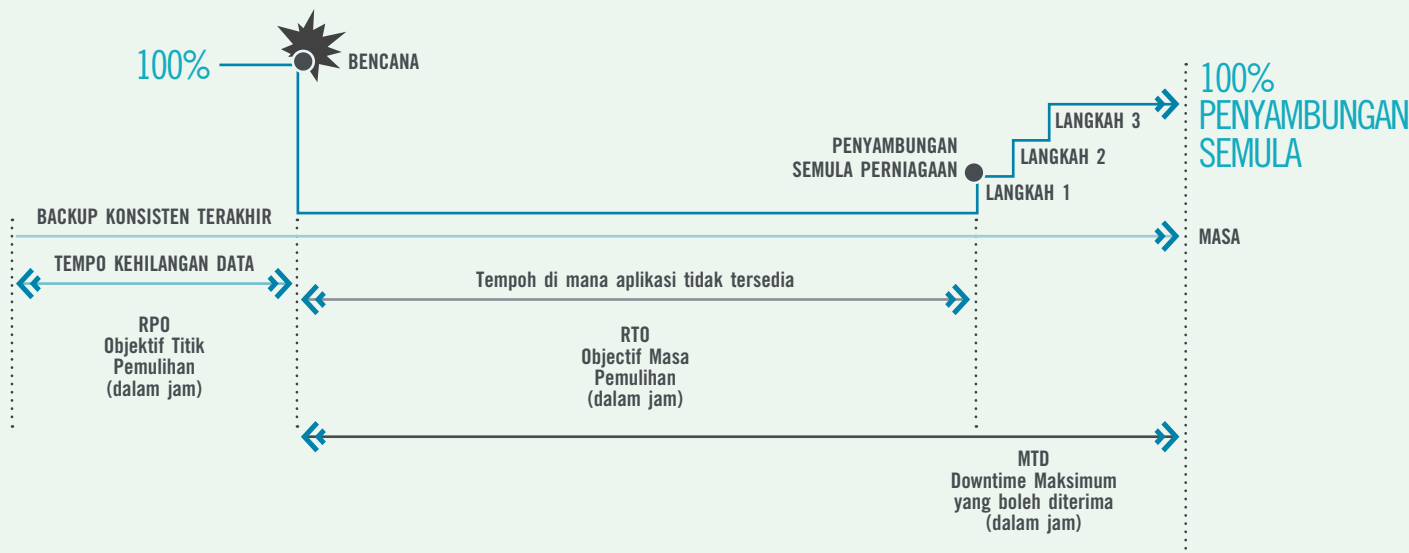 100%
BENCANA
100%
PENYAMBUNGAN
SEMULA
PENYAMBUNGAN
SEMULA PERNIAGAAN
LANGKAH 3
LANGKAH 2
LANGKAH 1
BACKUP KONSISTEN TERAKHIR
MASA
TEMPO KEHILANGAN DATA
Tempoh di mana aplikasi tidak tersedia
RPO
Objektif Titik
Pemulihan
(dalam jam)
RTO
Objectif Masa
Pemulihan
(dalam jam)
MTD
Downtime Maksimum
yang boleh diterima
(dalam jam)